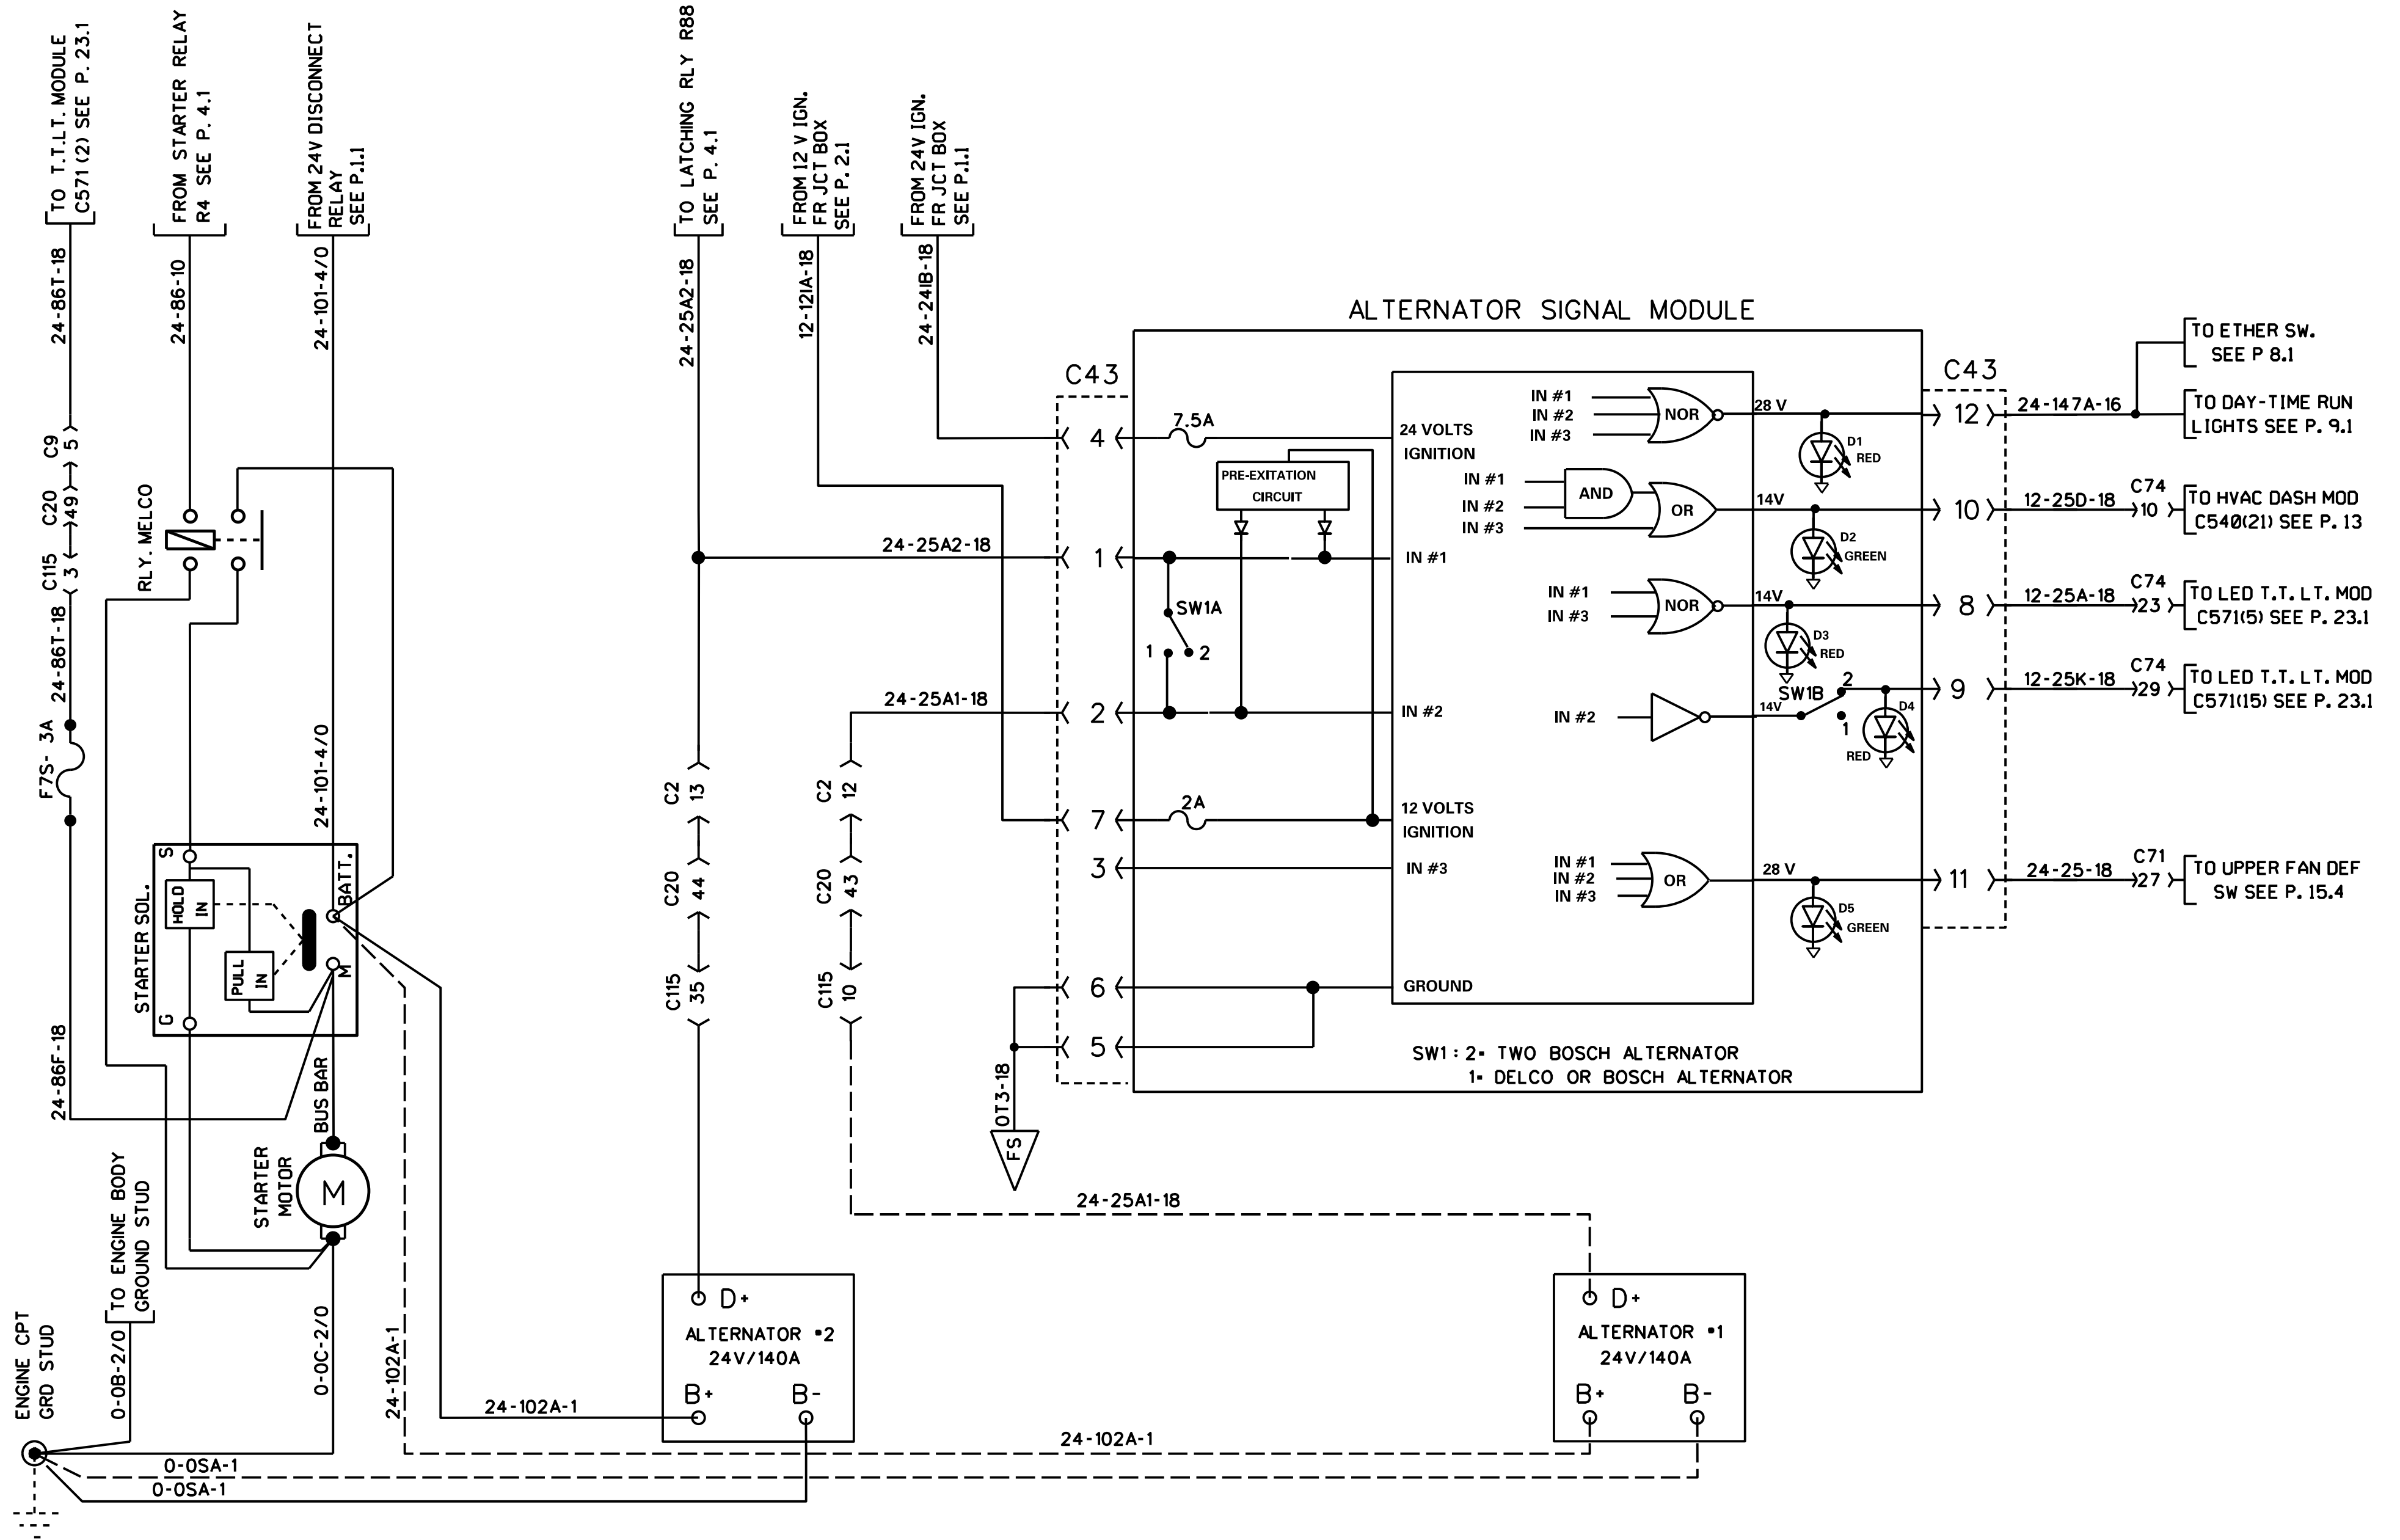 TO T.T.LT. MODULE
C571 (2) SEE P. 23.1
FROM STARTER RELAY
R4 SEE P. 4.1
FROM 24V DISCONNECT
RELAY
SEE P.1.1
TO LATCHING RLY R88
SEE P. 4.1
FROM 12 V IGN.
FR JCT BOX
SEE P. 2.1
FROM 24V IGN.
FR JCT BOX
SEE P.1.1
24-86T-18
24-86-10
24-101-4/0
24-25A2-18
12-12IA-18
24-24IB-18
C9
5
C20
49
C115
3
24-86T-18
F7S- 3A
24-86F-18
RLY. MELCO
24-101-4/0
STARTER SOL.
S
HOLD
IN
PULL
IN
G
BATT.
M
BUS BAR
STARTER
MOTOR
M
TO ENGINE BODY
GROUND STUD
0-0B-2/0
ENGINE CPT
GRD STUD
0-0C-2/0
24-102A-1
0-0SA-1
0-0SA-1
24-102A-1
24-102A-1
C2
13
C20
44
C115
35
C2
12
C20
43
C115
10
24-25A2-18
24-25A1-18
24-25A1-18
D+
ALTERNATOR #2
24V/140A
B+ B-
D+
ALTERNATOR #1
24V/140A
B+ B-
ALTERNATOR SIGNAL MODULE
C43
4
1
2
7
3
6
5
0T3-18
FS
7.5A
PRE-EXITATION
CIRCUIT
SW1A
1 2
2A
24 VOLTS
IGNITION
IN #1
IN #2
12 VOLTS
IGNITION
IN #3
GROUND
IN #1
IN #2
IN #3
NOR
28 V
D1
RED
IN #1
IN #2
IN #3
AND
OR
14V
D2
GREEN
IN #1
IN #3
NOR
14V
D3
RED
IN #2
14V
SW1B
2
1
D4
RED
IN #1
IN #2
IN #3
OR
28 V
D5
GREEN
SW1 : 2= TWO BOSCH ALTERNATOR
1= DELCO OR BOSCH ALTERNATOR
C43
12
24-147A-16
TO ETHER SW.
SEE P 8.1
TO DAY-TIME RUN
LIGHTS SEE P. 9.1
10
12-25D-18
C74
10
TO HVAC DASH MOD
C540(21) SEE P. 13
8
12-25A-18
C74
23
TO LED T.T. LT. MOD
C571(5) SEE P. 23.1
9
12-25K-18
C74
29
TO LED T.T. LT. MOD
C571(15) SEE P. 23.1
11
24-25-18
C71
27
TO UPPER FAN DEF
SW SEE P. 15.4